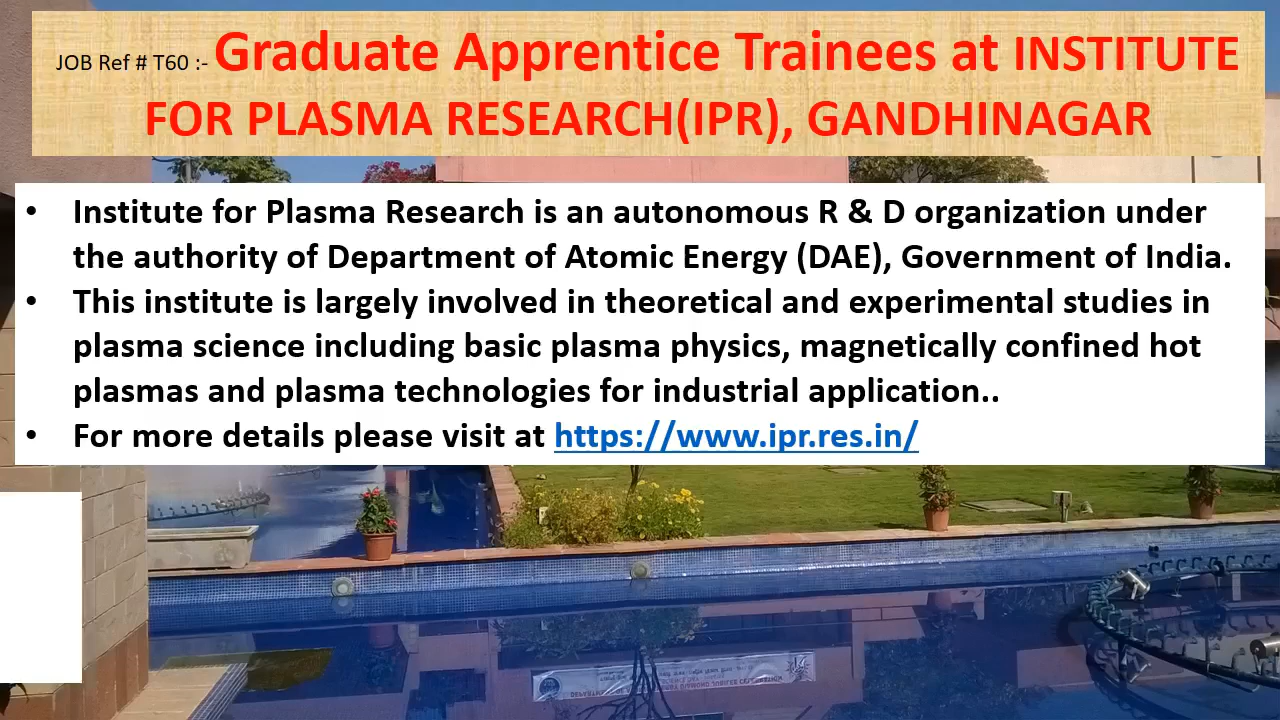 JOB Ref # T60 :- Graduate Apprentice Trainees at INSTITUTE
FOR PLASMA RESEARCH(IPR), GANDHINAGAR
• Institute for Plasma Research is an autonomous R & D organization under
the authority of Department of Atomic Energy (DAE), Government of India.
• This institute is largely involved in theoretical and experimental studies in
plasma science including basic plasma physics, magnetically confined hot
plasmas and plasma technologies for industrial application..
• For more details please visit at https://www.ipr.res.in/